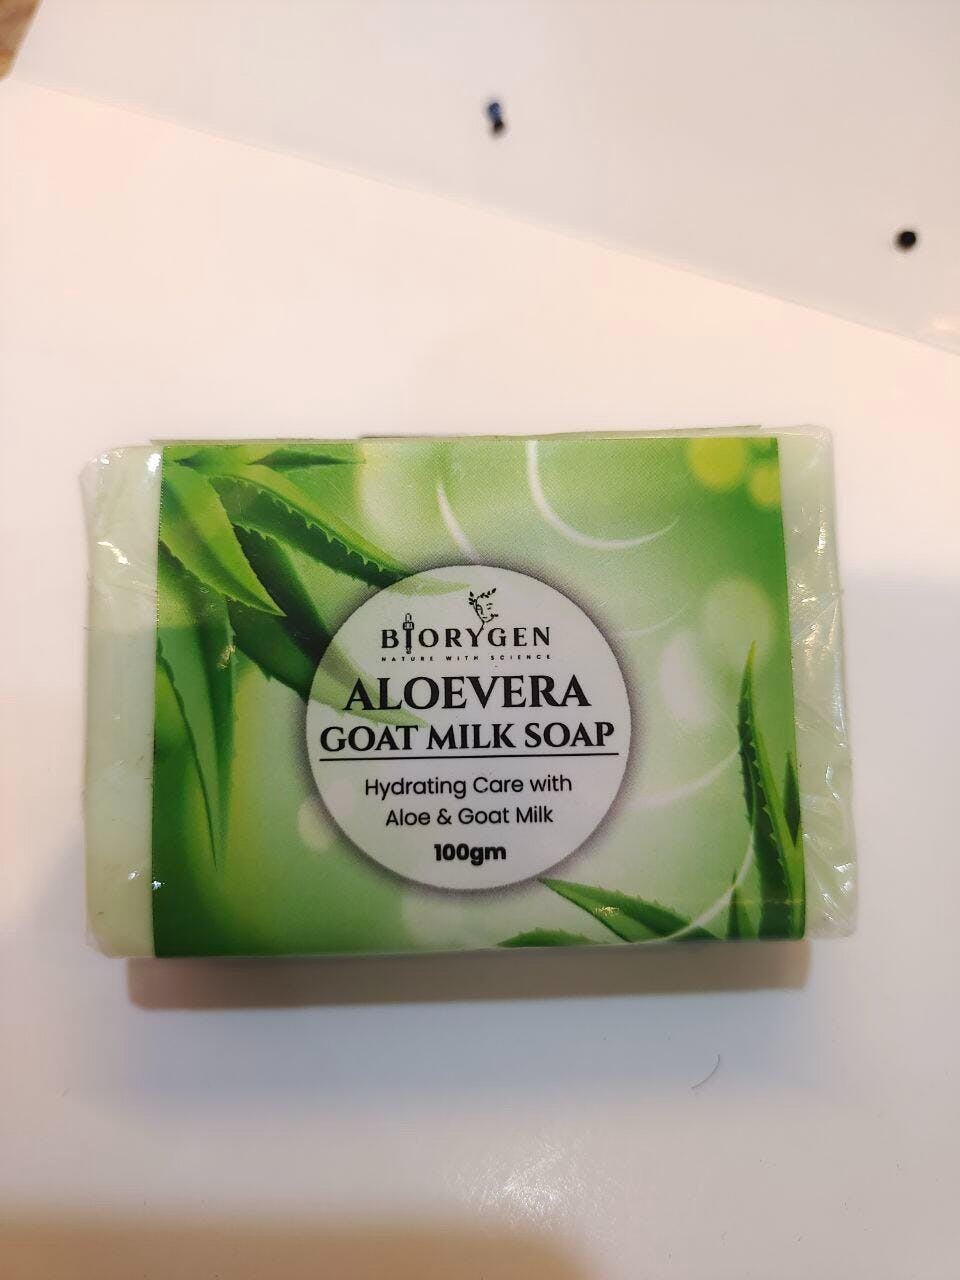 BIORYGEN
NATURE WITH SCIENCE
ALOEVERA
GOAT MILK SOAP
Hydrating Care with
Aloe & Goat Milk
100gm